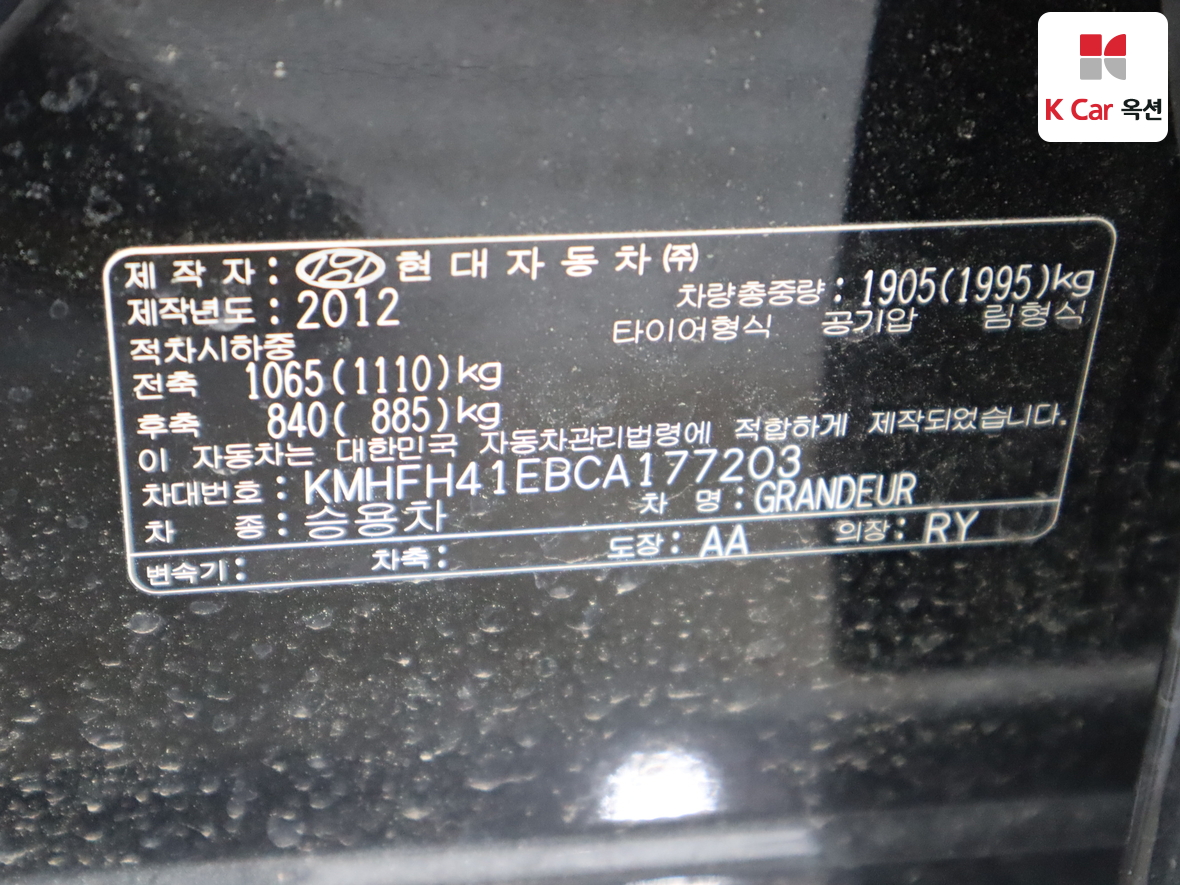 K Car 옥션
제 작 자 : 현 대 자 동 차 ㈜
제작년도 : 2012 차량총중량 : 1905(1995)kg
적차시하중 타이어형식 공기압 림형식
전축 1065(1110)kg
후축 840( 885)kg
이 자동차는 대한민국 자동차관리법령에 적합하게 제작되었습니다.
차대번호 : KMHFH41EBCA177203
차 종 : 승용차 차 명 : GRANDEUR
변속기 : 차축 : 도장 : AA 의장 : RY